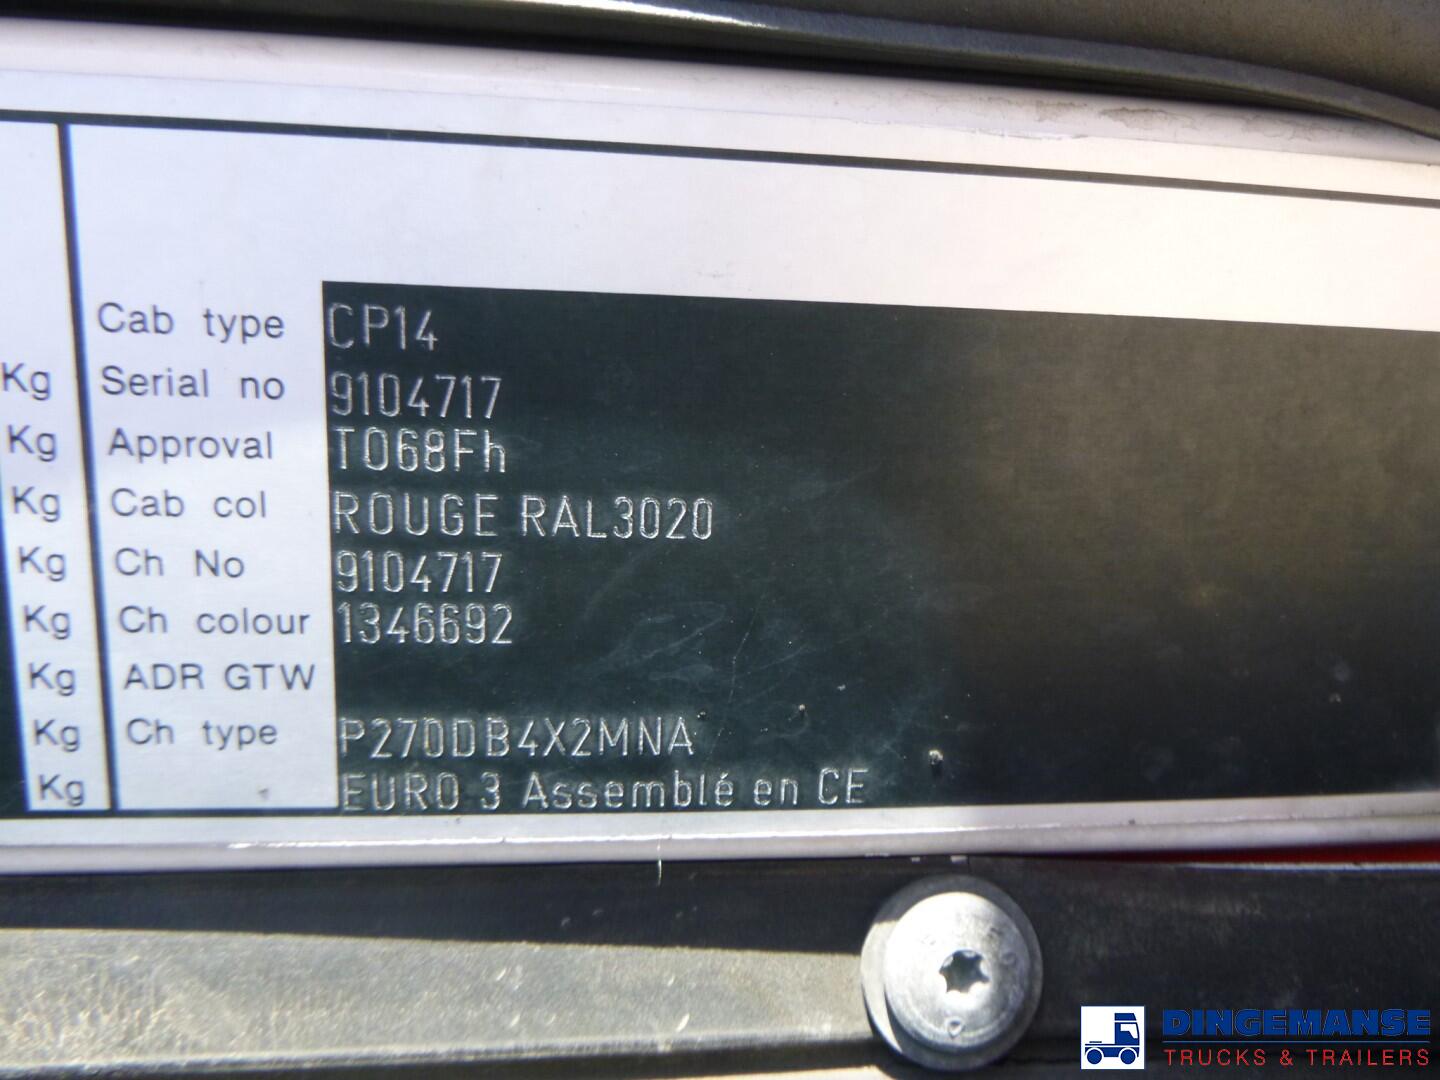 Cab type CP14
Kg Serial no 9104717
Kg Approval T068Fh
Kg Cab col ROUGE RAL3020
Kg Ch No 9104717
Kg Ch colour 1346692
Kg ADR GTW
Kg Ch type P270DB4X2MNA
Kg EURO 3 Assemblé en CE
DINGEMANSE
TRUCKS & TRAILERS